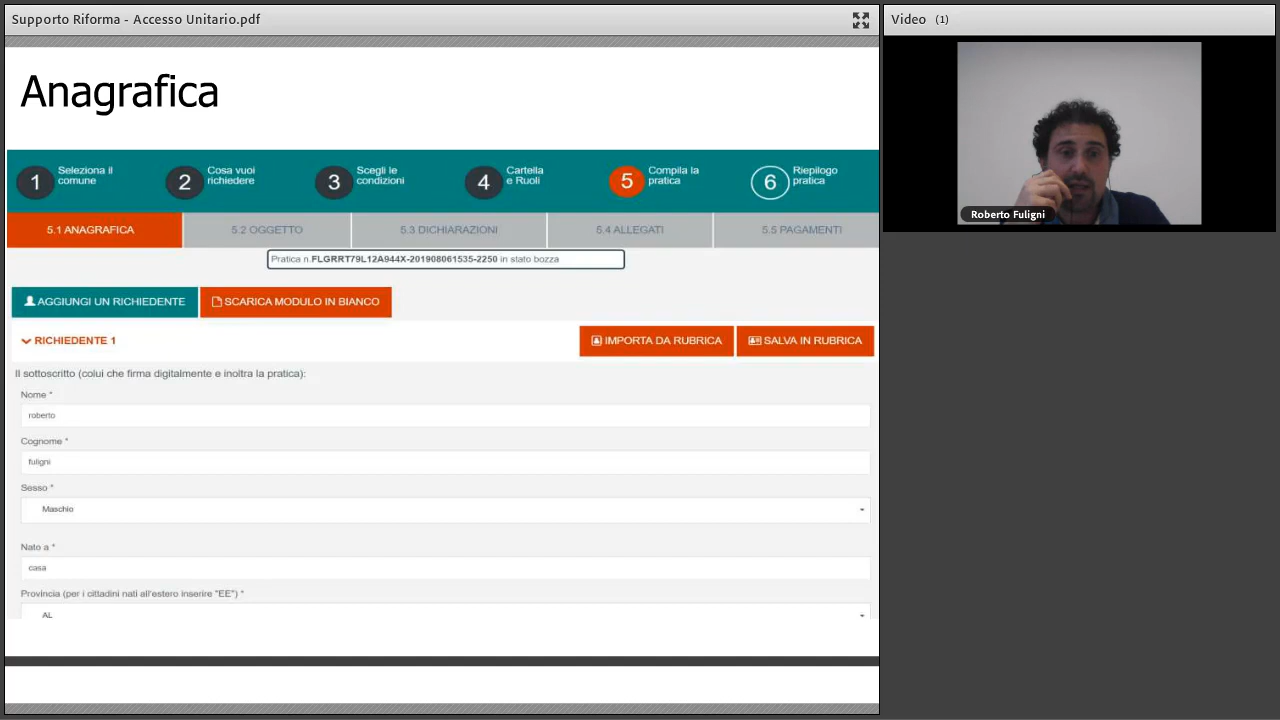 Supporto Riforma - Accesso Unitario.pdf
Video (1)
Anagrafica
1 Seleziona il comune
2 Cosa vuoi richiedere
3 Scegli le condizioni
4 Cartella e Ruoli
5 Compila la pratica
6 Riepilogo pratica
5.1 ANAGRAFICA
5.2 OGGETTO
5.3 DICHIARAZIONI
5.4 ALLEGATI
5.5 PAGAMENTI
Pratica n.FLGRRT79L12A944X-201908061535-2250 in stato bozza
AGGIUNGI UN RICHIEDENTE
SCARICA MODULO IN BIANCO
RICHIEDENTE 1
IMPORTA DA RUBRICA
SALVA IN RUBRICA
Il sottoscritto (colui che firma digitalmente e inoltra la pratica):
Nome *
roberto
Cognome *
fuligni
Sesso *
Maschio
Nato a *
casa
Provincia (per i cittadini nati all'estero inserire "EE") *
AL
Roberto Fuligni